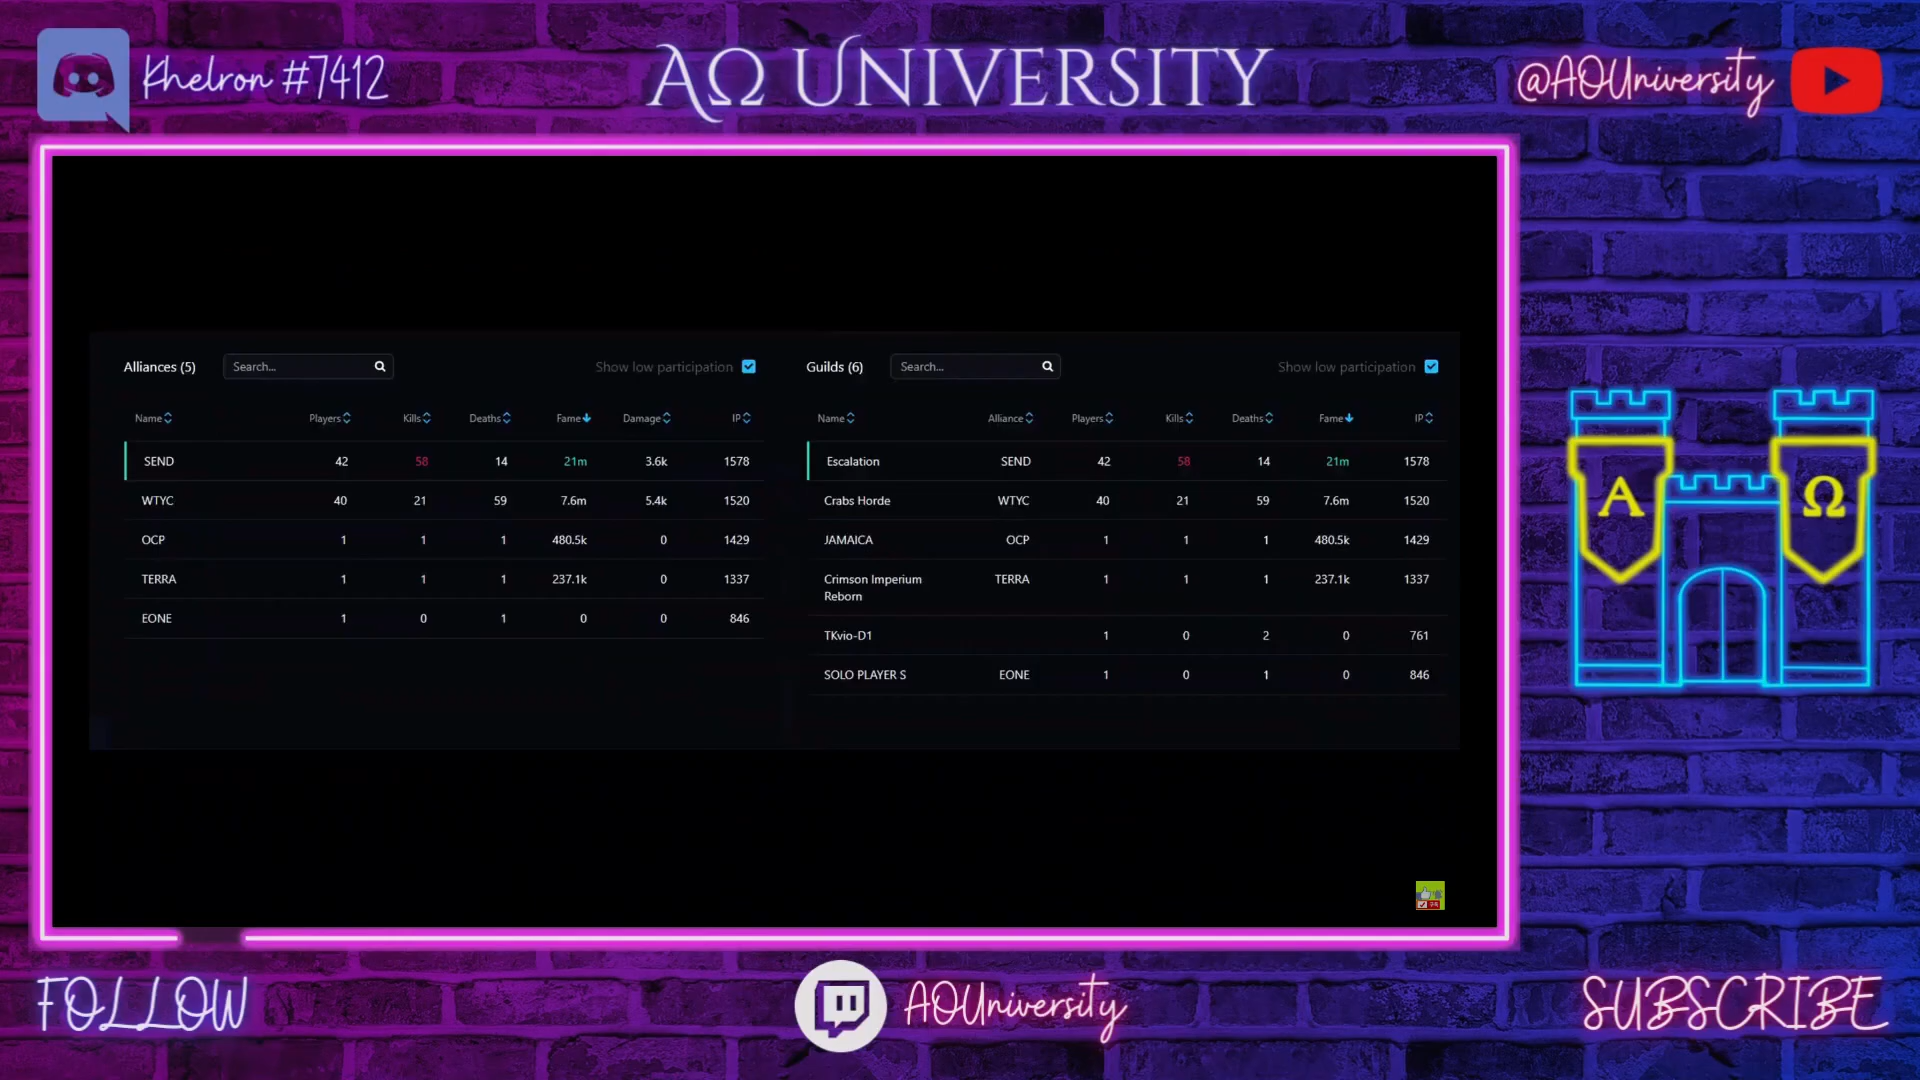 Khelron #7412
AΩ UNIVERSITY
@AOUniversity
Alliances (5)
Search...
Show low participation
Name Players Kills Deaths Fame Damage IP
SEND 42 58 14 21m 3.6k 1578
WTYC 40 21 59 7.6m 5.4k 1520
OCP 1 1 1 480.5k 0 1429
TERRA 1 1 1 237.1k 0 1337
EONE 1 0 1 0 0 846
Guilds (6)
Search...
Show low participation
Name Alliance Players Kills Deaths Fame IP
Escalation SEND 42 58 14 21m 1578
Crabs Horde WTYC 40 21 59 7.6m 1520
JAMAICA OCP 1 1 1 480.5k 1429
Crimson Imperium TERRA 1 1 1 237.1k 1337
Reborn
TKvio-D1 1 0 2 0 761
SOLO PLAYER S EONE 1 0 1 0 846
A Ω
구독
FOLLOW
AOUniversity
SUBSCRIBE